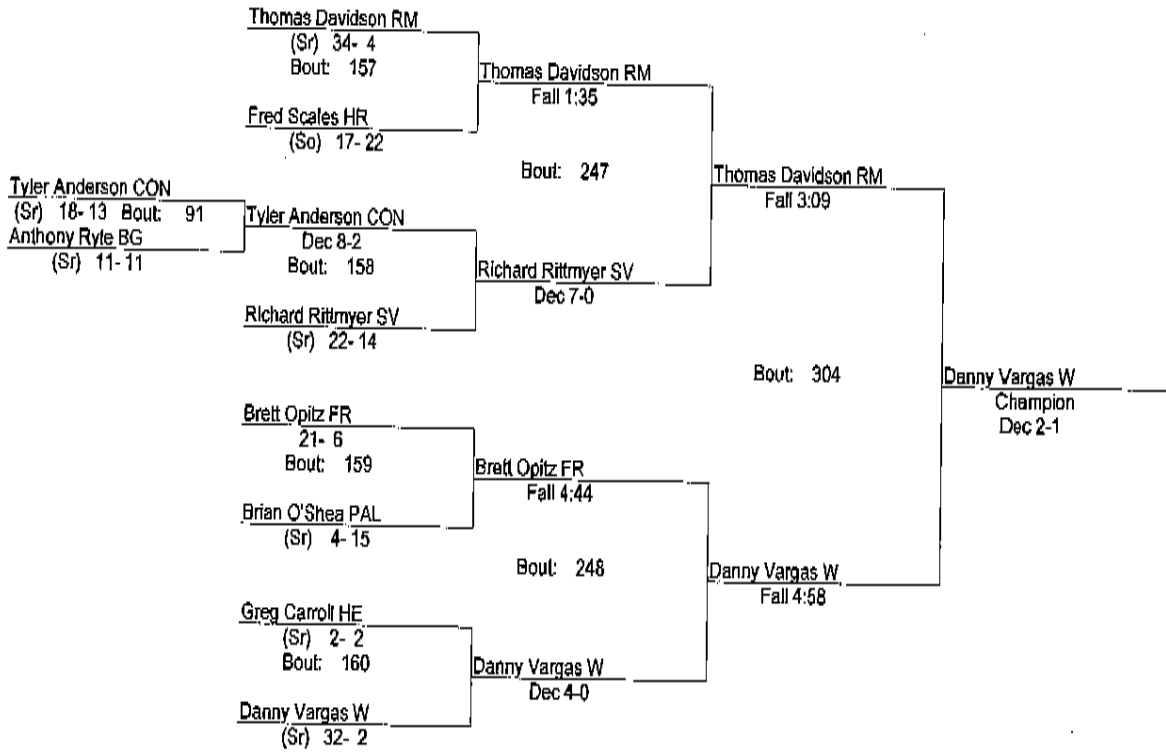 Thomas Davidson RM
(Sr) 34- 4
Bout: 157
Thomas Davidson RM
Fall 1:35
Fred Scales HR
(So) 17- 22
Bout: 247
Thomas Davidson RM
Fall 3:09
Tyler Anderson CON
(Sr) 18- 13 Bout: 91
Anthony Ryte BG
(Sr) 11- 11
Tyler Anderson CON
Dec 8-2
Bout: 158
Richard Rittmyer SV
Dec 7-0
Richard Rittmyer SV
(Sr) 22- 14
Bout: 304
Danny Vargas W
Champion
Dec 2-1
Brett Opitz FR
21- 6
Bout: 159
Brett Opitz FR
Fall 4:44
Brian O'Shea PAL
(Sr) 4- 15
Bout: 248
Danny Vargas W
Fall 4:58
Greg Carroll HE
(Sr) 2- 2
Bout: 160
Danny Vargas W
Dec 4-0
Danny Vargas W
(Sr) 32- 2